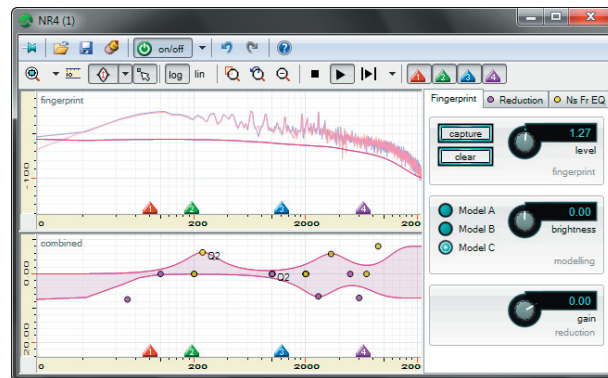 NR4 (1)
on/off
log lin
1 2 3 4
fingerprint
-100
1 2 3 4
0 200 2000 200
combined
Q2
Q2
0.00
20.00
1 2 3 4
0 200 2000 200
Fingerprint Reduction Ns Fr EQ
capture
clear
1.27
level
fingerprint
Model A
Model B
Model C
0.00
brightness
modelling
0.00
gain
reduction